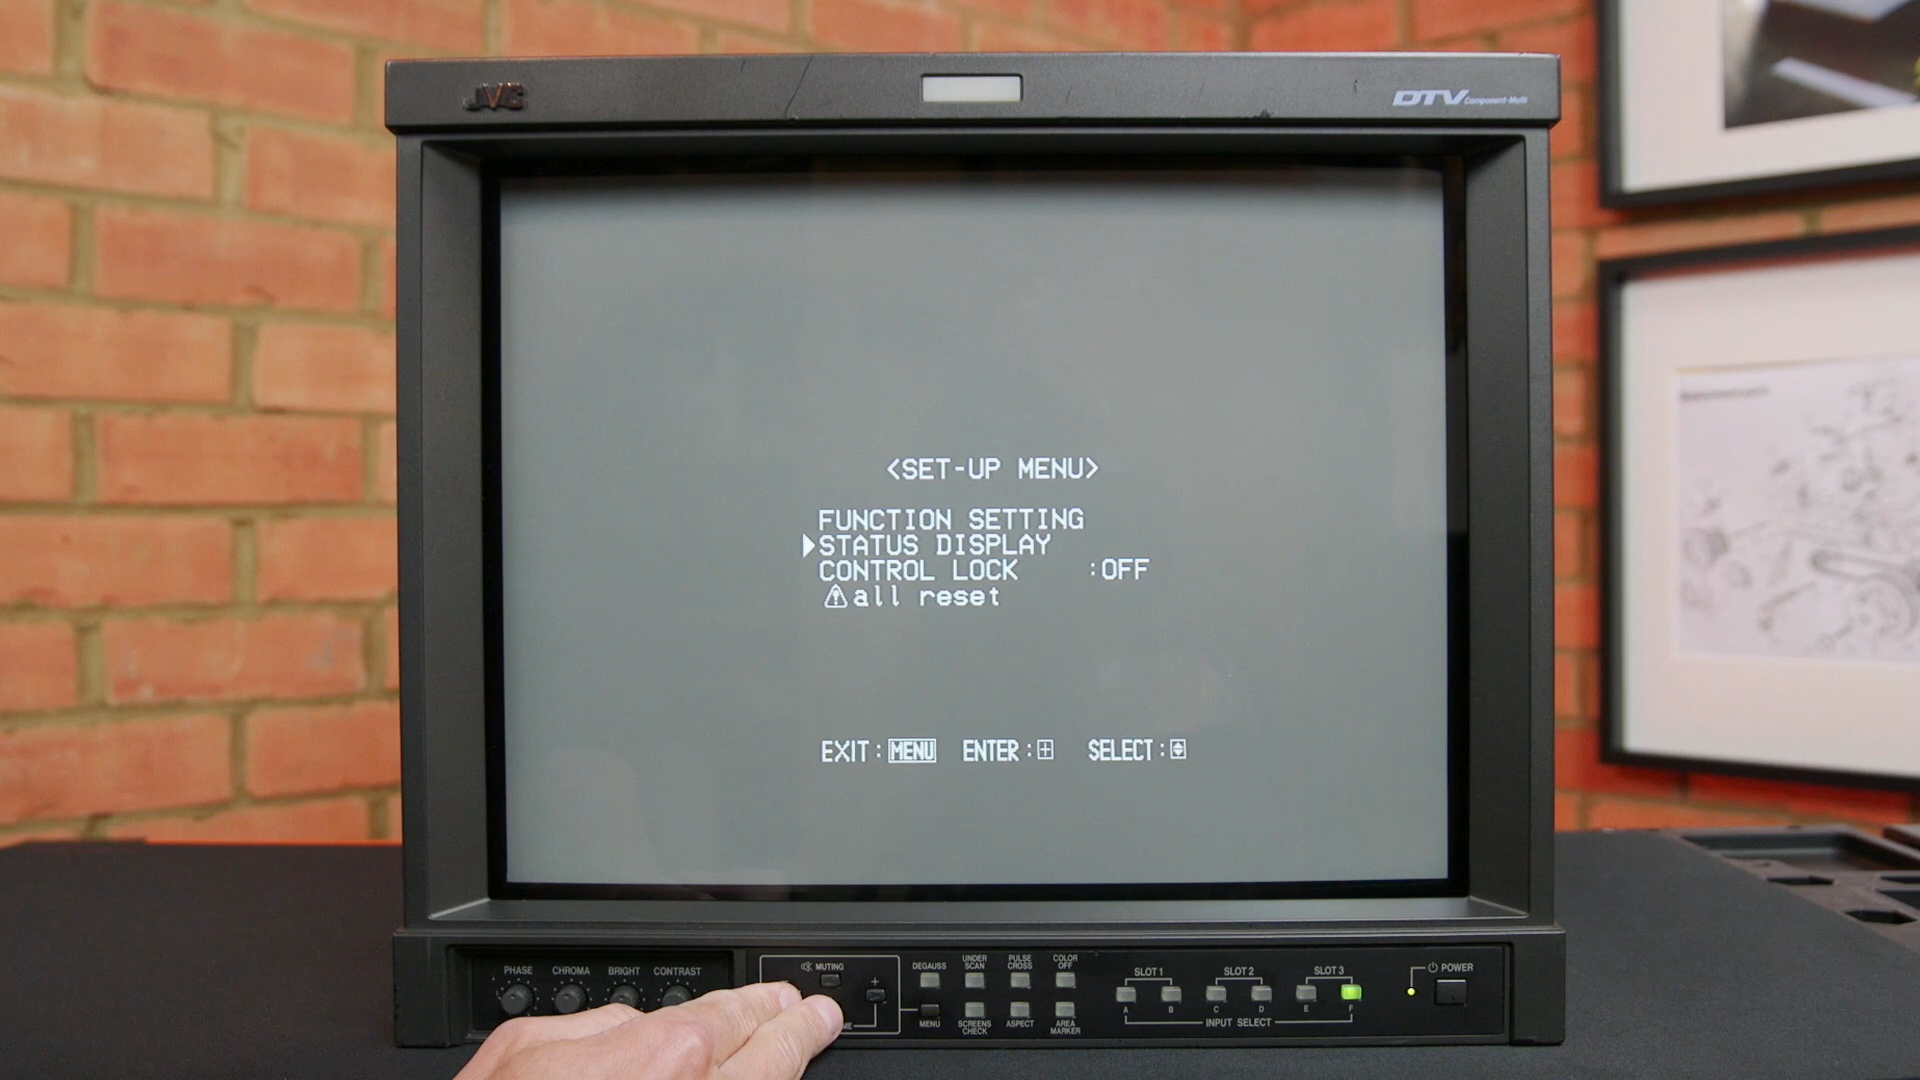 JVC
DTV Component-Multi
<SET-UP MENU>
FUNCTION SETTING
STATUS DISPLAY
CONTROL LOCK :OFF
all reset
EXIT: MENU ENTER: + SELECT:
PHASE CHROMA BRIGHT CONTRAST
MUTING
+
DEGAUSS UNDER SCAN PULSE CROSS COLOR OFF
MENU SCREENS CHECK ASPECT AREA MARKER
SLOT 1 SLOT 2 SLOT 3
A B C D E F
INPUT SELECT
POWER